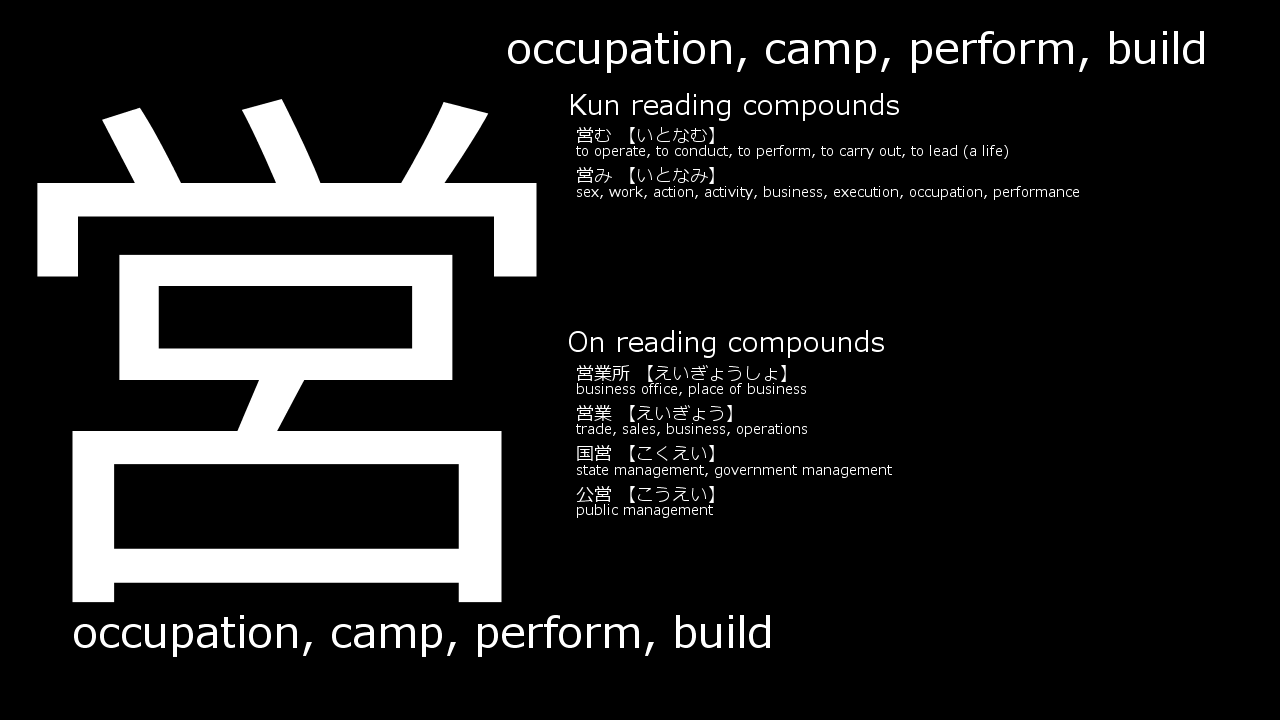 occupation, camp, perform, build
営
Kun reading compounds
営む 【いとなむ】
to operate, to conduct, to perform, to carry out, to lead (a life)
営み 【いとなみ】
sex, work, action, activity, business, execution, occupation, performance
On reading compounds
営業所 【えいぎょうしょ】
business office, place of business
営業 【えいぎょう】
trade, sales, business, operations
国営 【こくえい】
state management, government management
公営 【こうえい】
public management
occupation, camp, perform, build